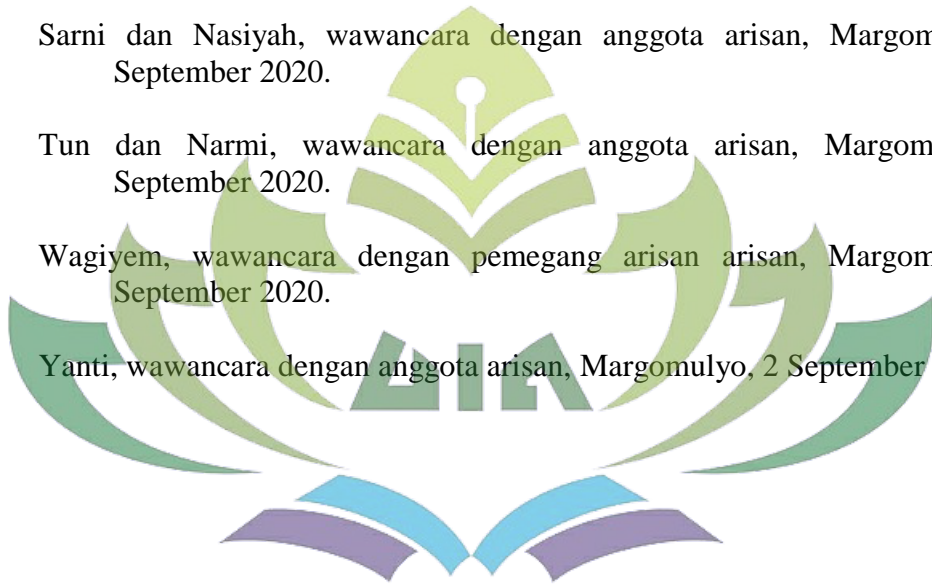 Sarni dan Nasiyah, wawancara dengan anggota arisan, Margom
September 2020.
Tun dan Narmi, wawancara dengan anggota arisan, Margom
September 2020.
Wagiyem, wawancara dengan pemegang arisan arisan, Margom
September 2020.
Yanti, wawancara dengan anggota arisan, Margomulyo, 2 September